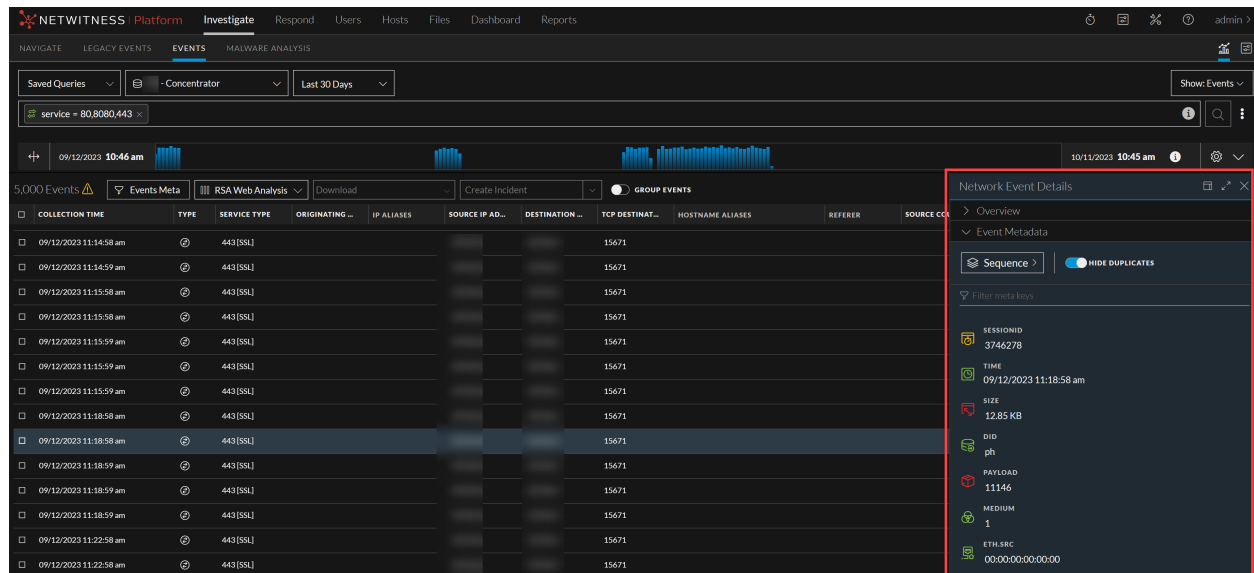 NETWITNESS | Platform Investigate Respond Users Hosts Files Dashboard Reports admin >
NAVIGATE LEGACY EVENTS EVENTS MALWARE ANALYSIS
Saved Queries - Concentrator Last 30 Days Show: Events
service = 80,8080,443 ×
09/12/2023 10:46 am 10/11/2023 10:45 am
5,000 Events Events Meta RSA Web Analysis Download Create Incident GROUP EVENTS
COLLECTION TIME TYPE SERVICE TYPE ORIGINATING ... IP ALIASES SOURCE IP AD... DESTINATION ... TCP DESTINAT... HOSTNAME ALIASES REFERER SOURCE COU
09/12/2023 11:14:58 am 443 [SSL] 15671
09/12/2023 11:14:59 am 443 [SSL] 15671
09/12/2023 11:15:58 am 443 [SSL] 15671
09/12/2023 11:15:58 am 443 [SSL] 15671
09/12/2023 11:15:59 am 443 [SSL] 15671
09/12/2023 11:15:59 am 443 [SSL] 15671
09/12/2023 11:15:59 am 443 [SSL] 15671
09/12/2023 11:18:58 am 443 [SSL] 15671
09/12/2023 11:18:58 am 443 [SSL] 15671
09/12/2023 11:18:59 am 443 [SSL] 15671
09/12/2023 11:18:59 am 443 [SSL] 15671
09/12/2023 11:18:59 am 443 [SSL] 15671
09/12/2023 11:22:58 am 443 [SSL] 15671
09/12/2023 11:22:58 am 443 [SSL] 15671
Network Event Details
> Overview
Event Metadata
Sequence > HIDE DUPLICATES
Filter meta keys
SESSIONID
3746278
TIME
09/12/2023 11:18:58 am
SIZE
12.85 KB
DID
ph
PAYLOAD
11146
MEDIUM
1
ETH.SRC
00:00:00:00:00:00